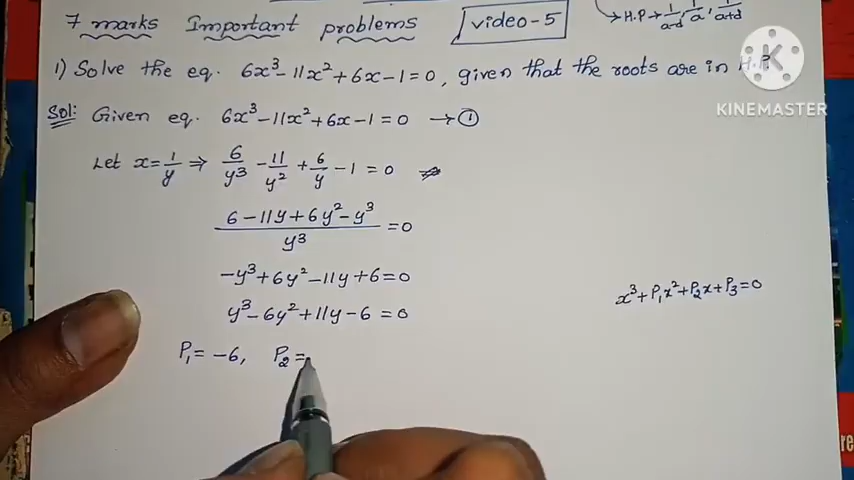 7 marks Important problems video-5
→ H.P → 1/a-d, 1/a, 1/a+d
1) Solve the eq. 6x³-11x²+6x-1=0, given that the roots are in H.P
KINEMASTER
Sol: Given eq. 6x³-11x²+6x-1=0 → ①
Let x=1/y ⇒ 6/y³ - 11/y² + 6/y - 1 = 0
6-11y+6y²-y³/y³ =0
-y³+6y²-11y+6=0
x³+P₁x²+P₂x+P₃=0
y³-6y²+11y-6=0
P₁=-6, P₂=